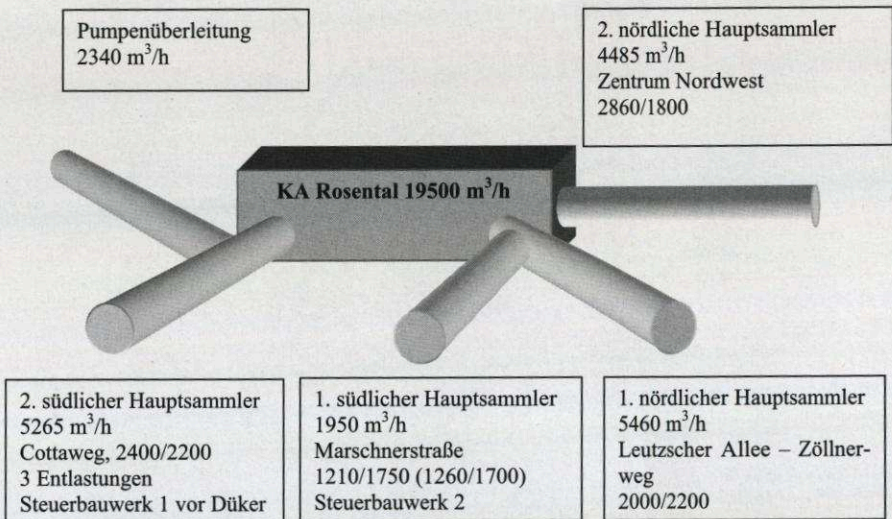 Pumpenüberleitung
2340 m³/h
2. nördliche Hauptsammler
4485 m³/h
Zentrum Nordwest
2860/1800
KA Rosental 19500 m³/h
2. südlicher Hauptsammler
5265 m³/h
Cottaweg, 2400/2200
3 Entlastungen
Steuerbauwerk 1 vor Düker
1. südlicher Hauptsammler
1950 m³/h
Marschnerstraße
1210/1750 (1260/1700)
Steuerbauwerk 2
1. nördlicher Hauptsammler
5460 m³/h
Leutzscher Allee – Zöllner-
weg
2000/2200